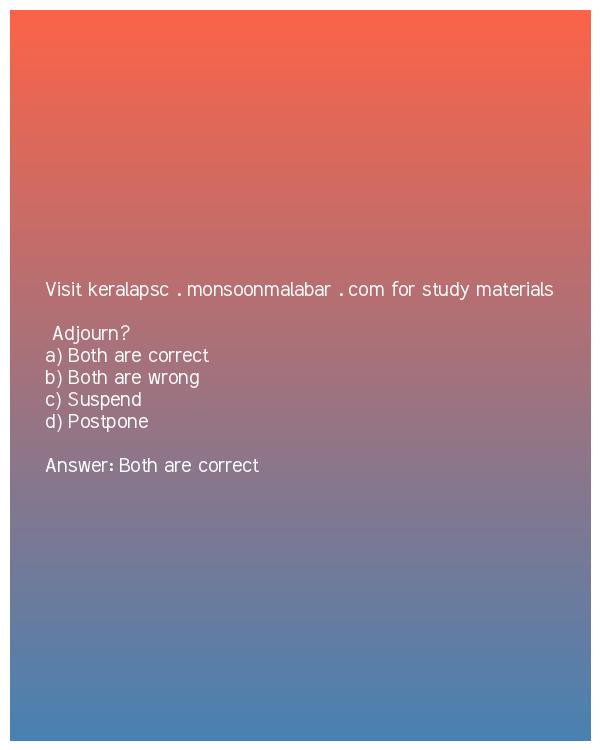 Visit keralapsc . monsoonmalabar . com for study materials
Adjourn?
a) Both are correct
b) Both are wrong
c) Suspend
d) Postpone
Answer: Both are correct